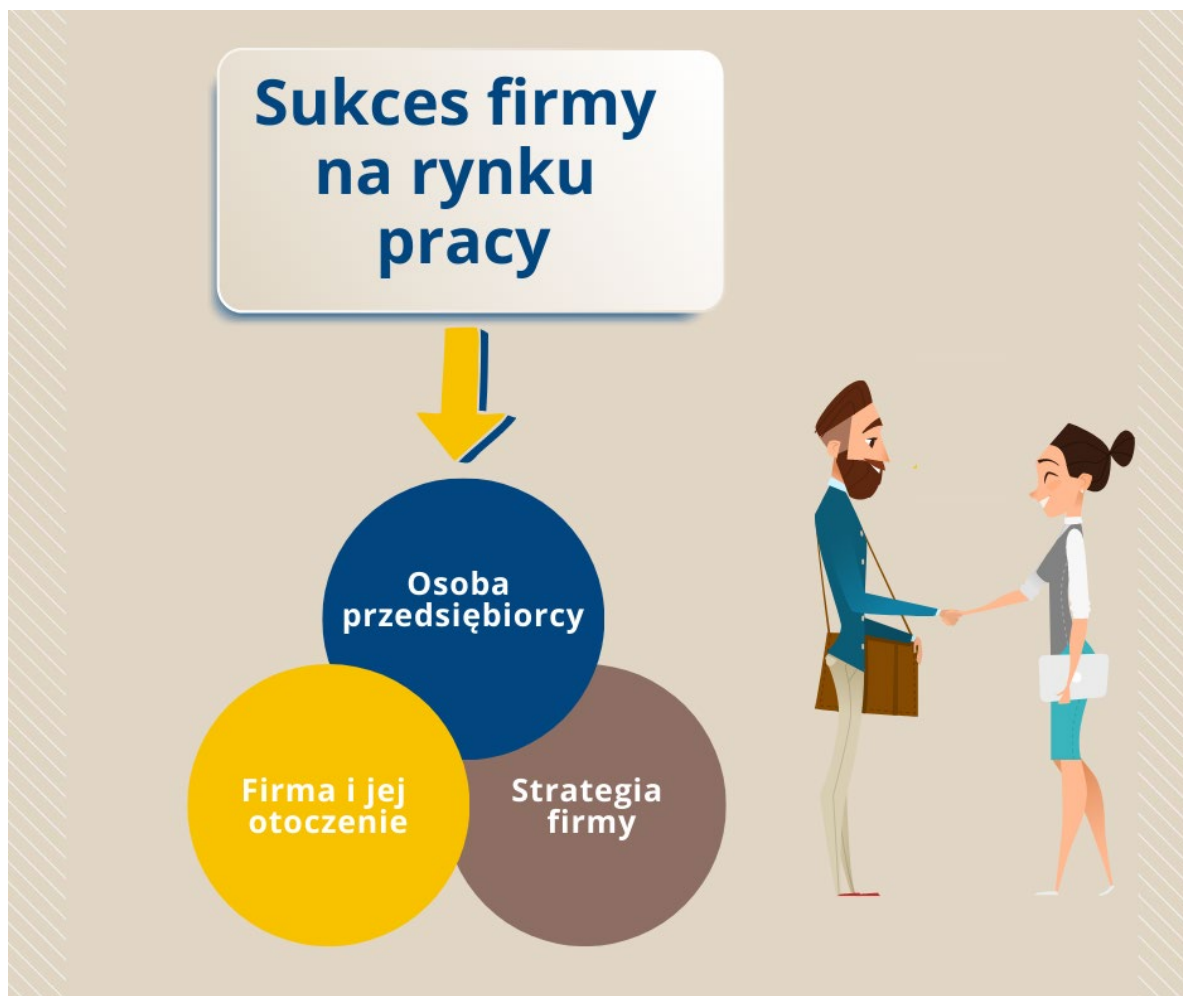 Sukces firmy
na rynku
pracy
Osoba
przedsiębiorcy
Firma i jej
otoczenie
Strategia
firmy